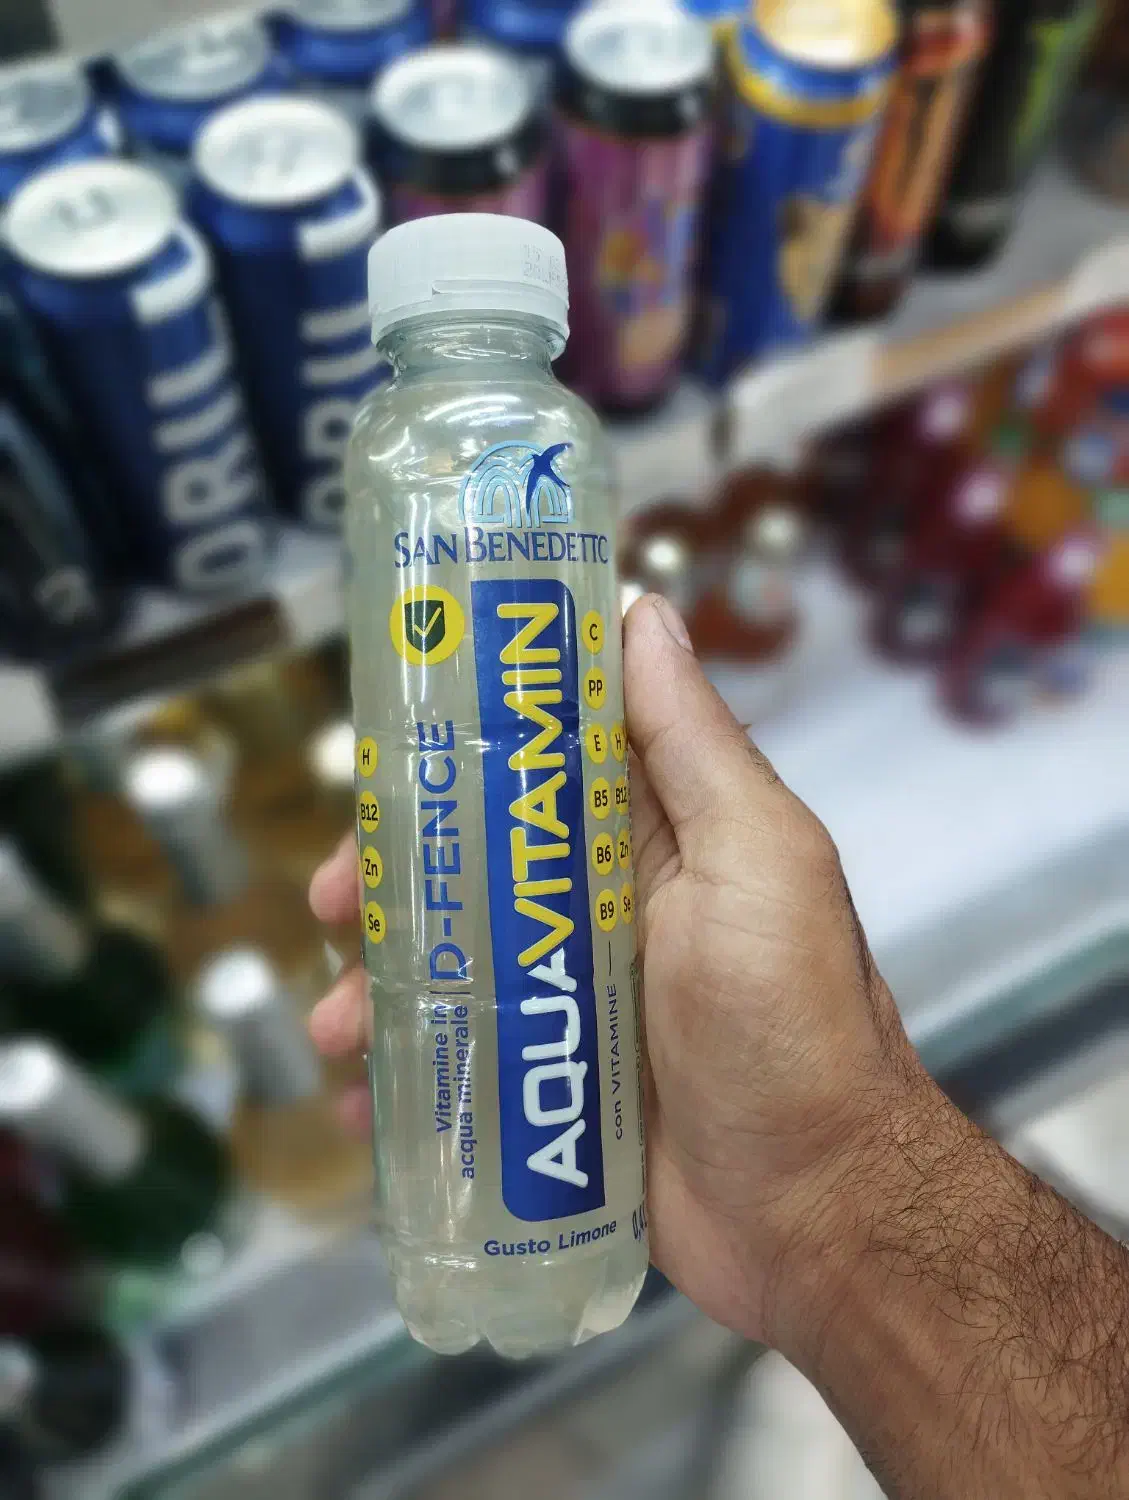 SAN BENEDETTO
AQUAVITAMIN
D-FENCE
Vitamine in
acqua minerale
C
PP
E
B5
B6
B9
H
B12
Zn
Se
H
B12
Zn
Se
con VITAMINE
Gusto Limone